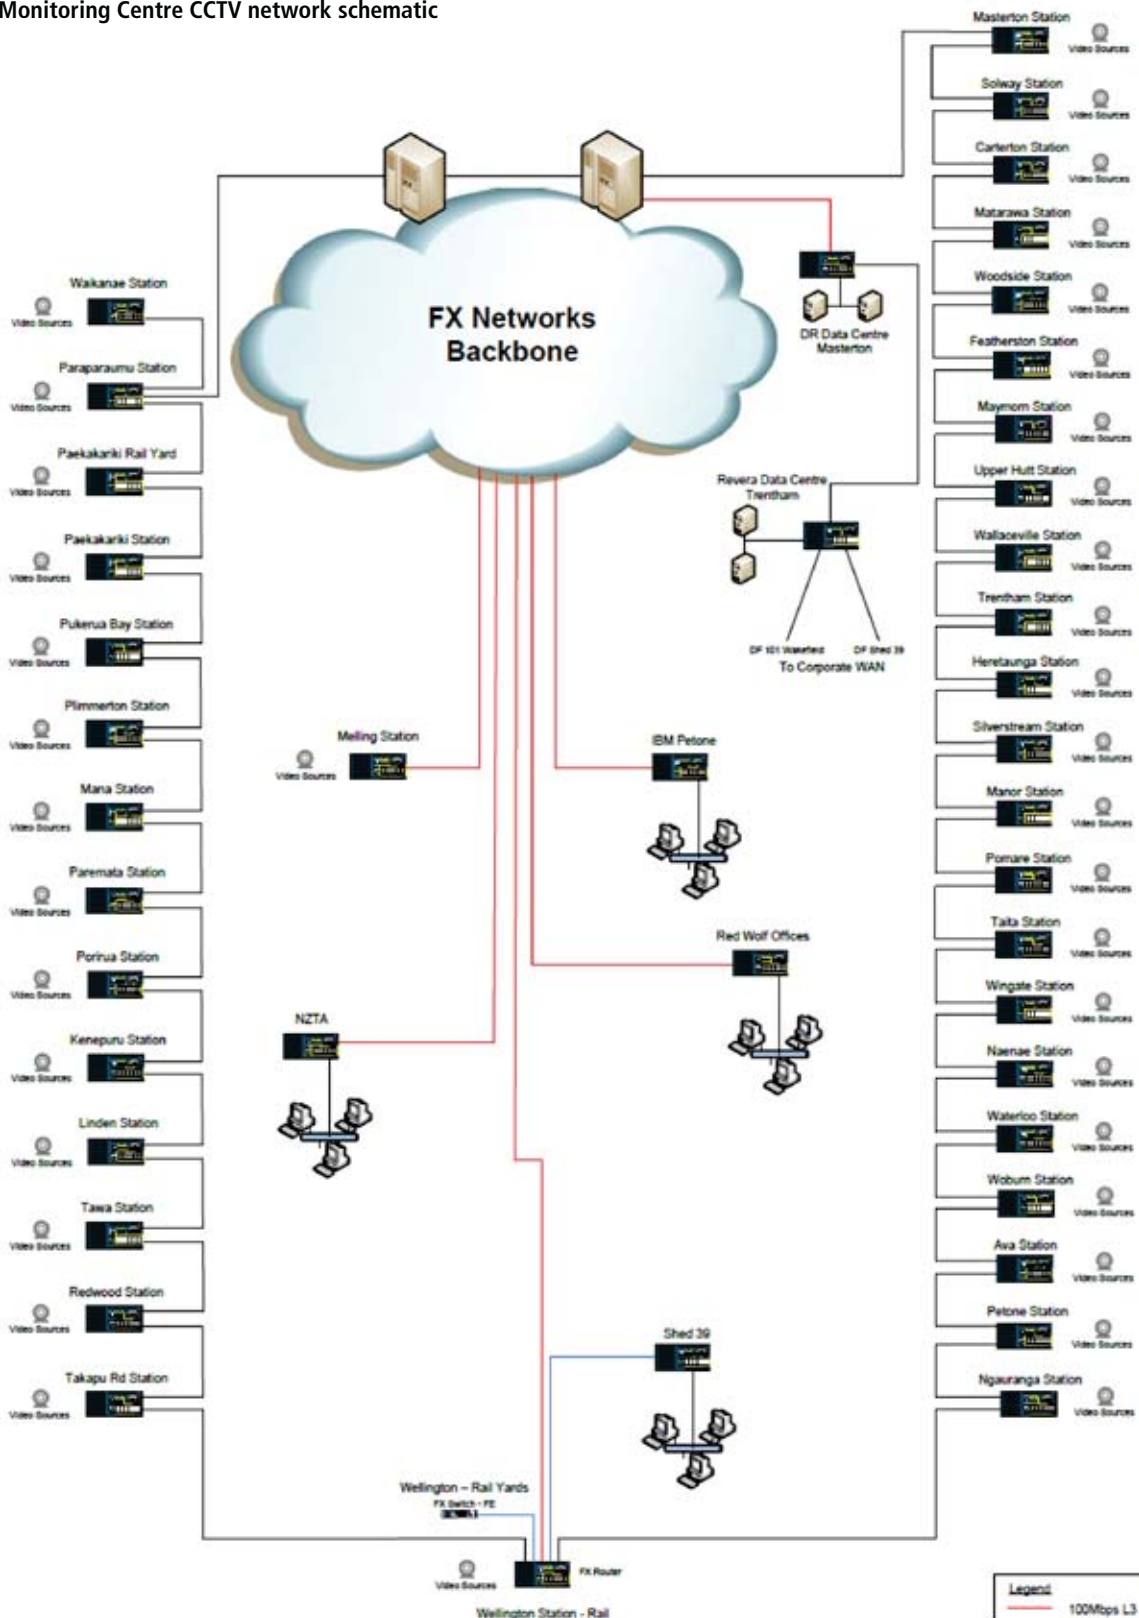 Monitoring Centre CCTV network schematic
Masterton Station
Video Sources
Solway Station
Video Sources
Carterton Station
Video Sources
Matarawa Station
Video Sources
Woodside Station
Video Sources
Featherston Station
Video Sources
Maymorn Station
Video Sources
Upper Hutt Station
Video Sources
Wallaceville Station
Video Sources
Trentham Station
Video Sources
Heretaunga Station
Video Sources
Silverstream Station
Video Sources
Manor Station
Video Sources
Pomare Station
Video Sources
Taita Station
Video Sources
Wingate Station
Video Sources
Naenae Station
Video Sources
Waterloo Station
Video Sources
Woburn Station
Video Sources
Ava Station
Video Sources
Petone Station
Video Sources
Ngauranga Station
Video Sources
FX Networks
Backbone
DR Data Centre
Masterton
Revera Data Centre
Trentham
DF 101 Wakefield
DF Shed 39
To Corporate WAN
Waikanae Station
Video Sources
Paraparaumu Station
Video Sources
Paekakariki Rail Yard
Video Sources
Paekakariki Station
Video Sources
Pukerua Bay Station
Video Sources
Plimmerton Station
Video Sources
Mana Station
Video Sources
Paremata Station
Video Sources
Porirua Station
Video Sources
Kenepuru Station
Video Sources
Linden Station
Video Sources
Tawa Station
Video Sources
Redwood Station
Video Sources
Takapu Rd Station
Video Sources
Melling Station
Video Sources
IBM Petone
Red Wolf Offices
NZTA
Shed 39
Wellington – Rail Yards
FX Switch - FE
Video Sources
FX Router
Wellington Station - Rail
Legend
100Mbps L3